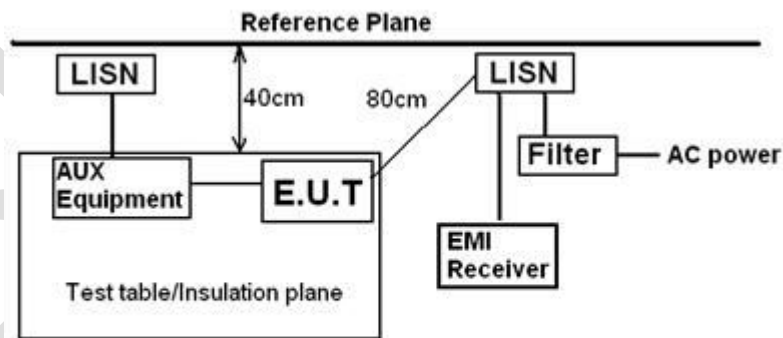 Reference Plane
LISN
40cm
80cm
LISN
Filter
AC power
AUX
Equipment
E.U.T
EMI
Receiver
Test table/Insulation plane